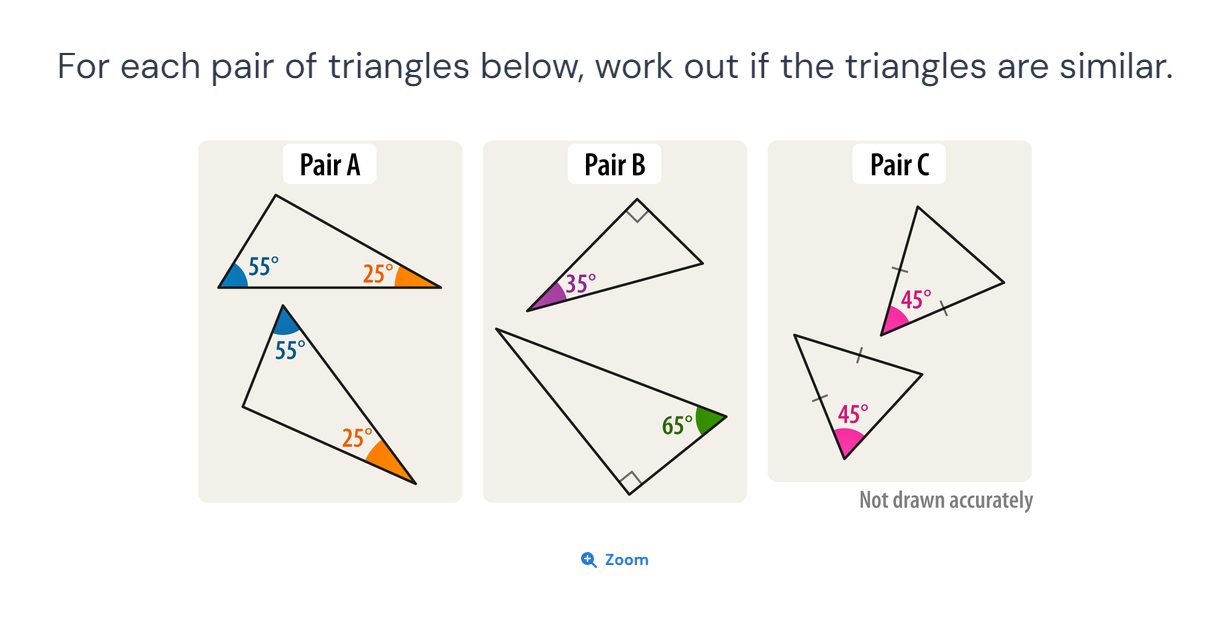 For each pair of triangles below, work out if the triangles are similar.
Pair A
55°
25°
55°
25°
Pair B
35°
65°
Pair C
45°
45°
Not drawn accurately
Zoom